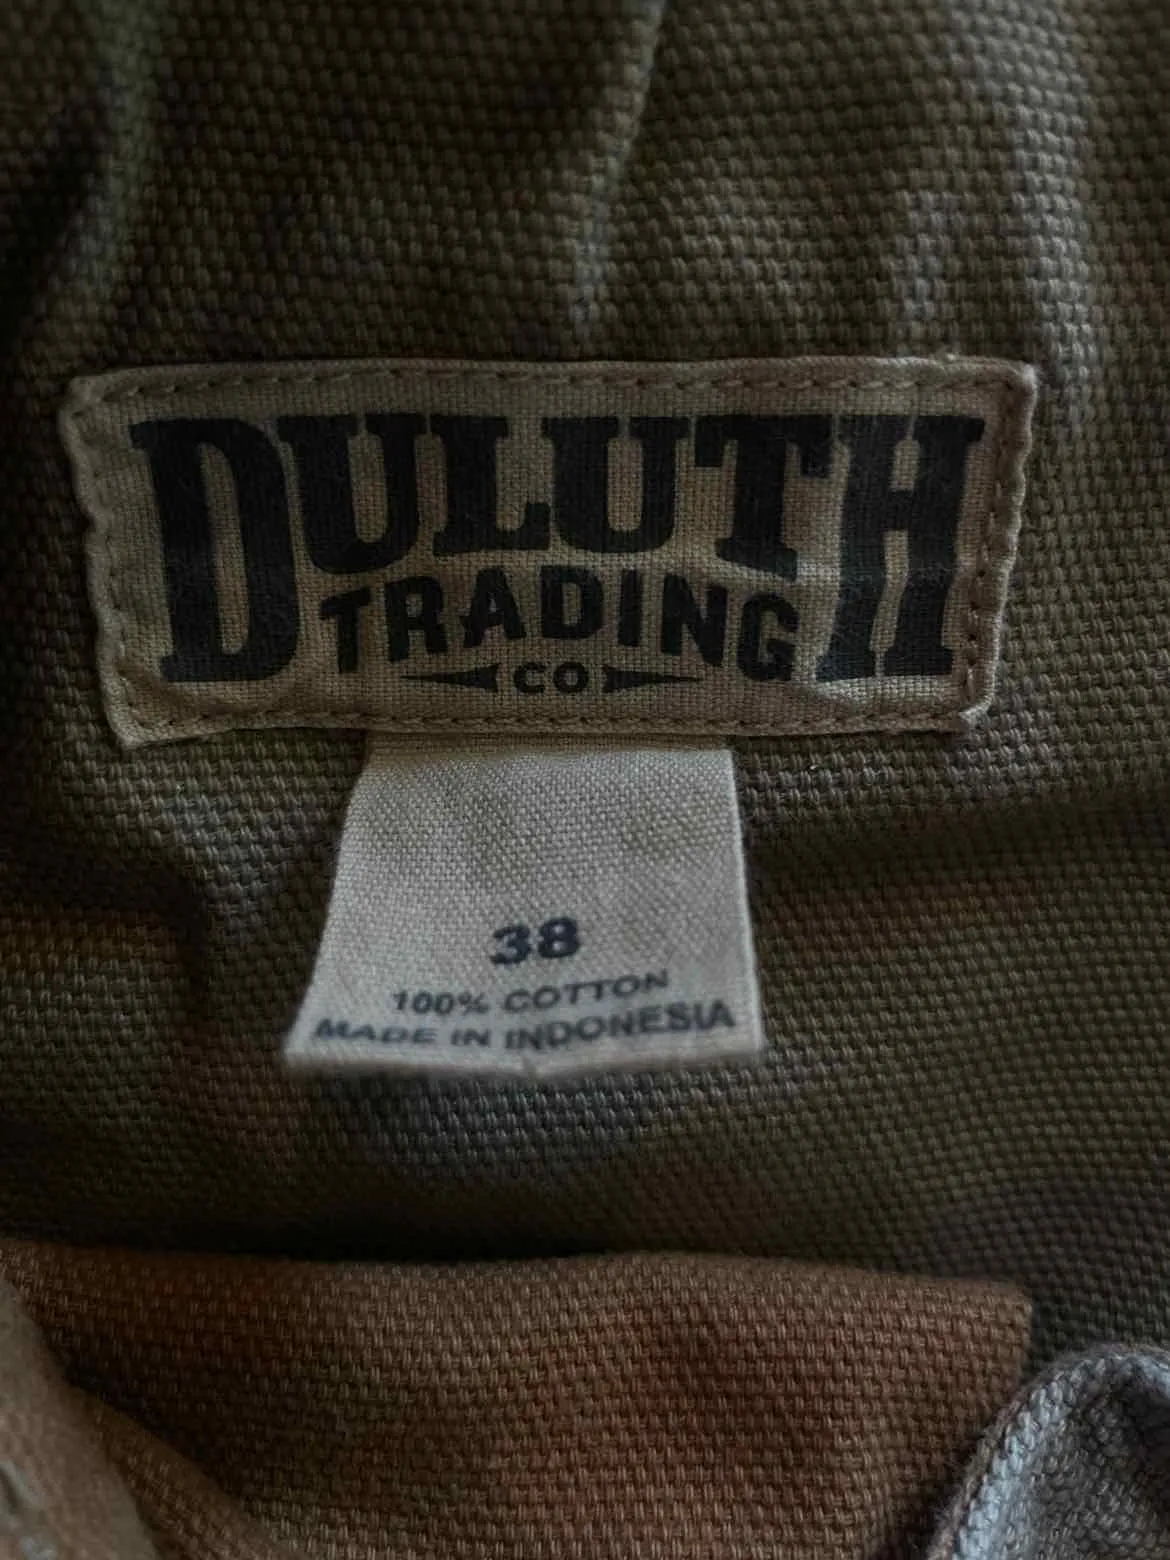 DULUTH
TRADING
CO
38
100% COTTON
MADE IN INDONESIA